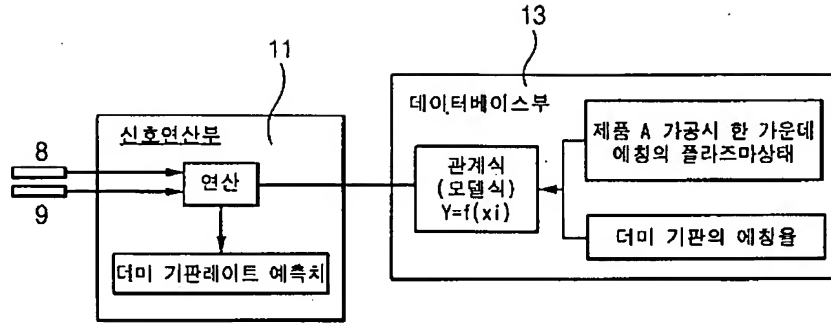 11
13
신호연산부
8
9
연산
더미 기판레이트 예측치
데이터베이스부
관계식
(모델식)
Y=f(xi)
제품 A 가공시 한 가운데
에칭의 플라즈마상태
더미 기판의 에칭율